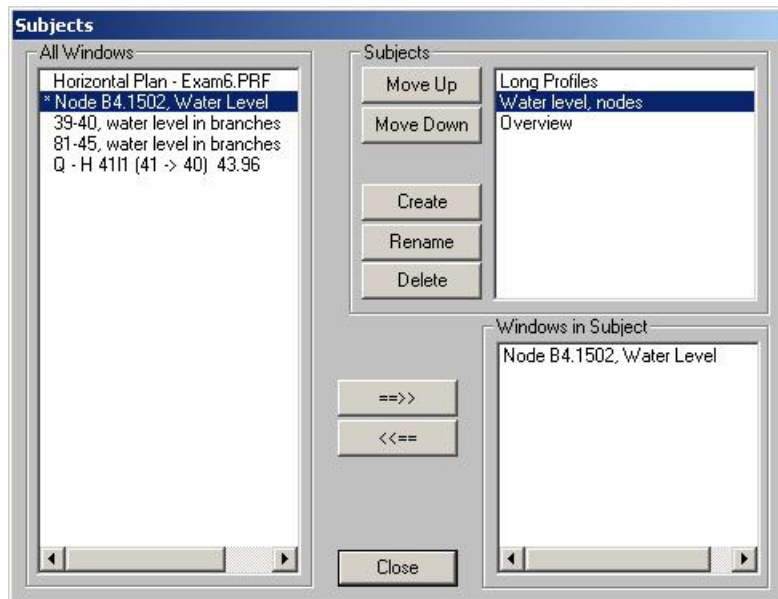 Subjects
All Windows
Horizontal Plan - Exam6.PRF
* Node B4.1502, Water Level
39-40, water level in branches
81-45, water level in branches
Q - H 41l1 (41 -> 40) 43.96
Subjects
Move Up
Move Down
Create
Rename
Delete
Long Profiles
Water level, nodes
Overview
==>>
<<==
Windows in Subject
Node B4.1502, Water Level
Close